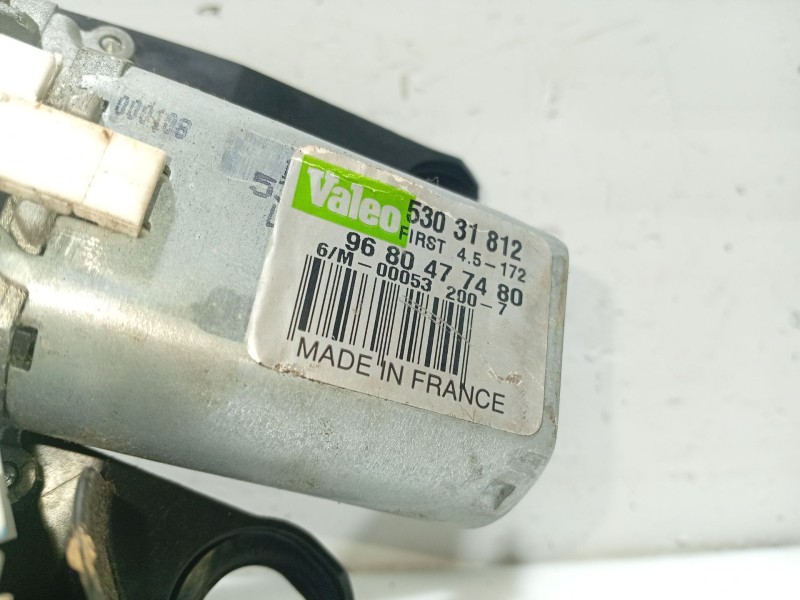 000108
Valeo
530 31 812
FIRST 4.5-172
96 80 47 74 80
6/M-00053 200-7
MADE IN FRANCE